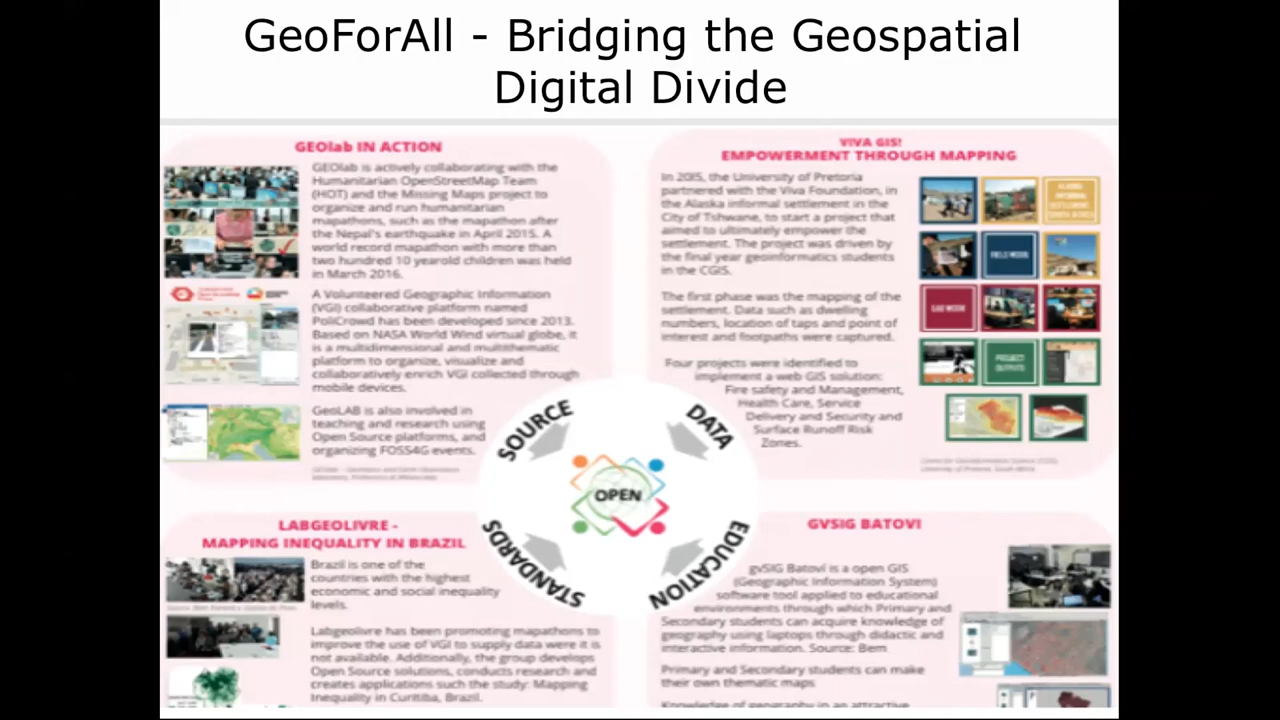 GeoForAll - Bridging the Geospatial
Digital Divide
GEOlab IN ACTION
GEOlab is actively collaborating with the
Humanitarian OpenStreetMap Team
(HOT) and the Missing Maps project to
organize and run humanitarian
mapathons, such as the mapathon after
the Nepal's earthquake in April 2015. A
world record mapathon with more than
two hundred 10 yearold children was held
in March 2016.
A Volunteered Geographic Information
(VGI) collaborative platform named
PoliCrowd has been developed since 2013.
Based on NASA World Wind virtual globe, it
is a multidimensional and multithematic
platform to organize, visualize and
collaboratively enrich VGI collected through
mobile devices.
GeoLAB is also involved in
teaching and research using
Open Source platforms, and
organizing FOSS4G events.
VIVA GIS!
EMPOWERMENT THROUGH MAPPING
In 2015, the University of Pretoria
partnered with the Viva Foundation, in
the Alaska informal settlement in the
City of Tshwane, to start a project that
aimed to ultimately empower the
settlement. The project was driven by
the final year geoinformatics students
in the CGIS.
The first phase was the mapping of the
settlement. Data such as dwelling
numbers, location of taps and point of
interest and footpaths were captured.
Four projects were identified to
implement a web GIS solution:
Fire safety and Management,
Health Care, Service
Delivery and Security and
Surface Runoff Risk
Zones.
PROJECT
OUTPUTS
SOURCE
DATA
OPEN
STANDARDS
EDUCATION
LABGEOLIVRE -
MAPPING INEQUALITY IN BRAZIL
Brazil is one of the
countries with the highest
economic and social inequality
levels.
Labgeolivre has been promoting mapathons to
improve the use of VGI to supply data were it is
not available. Additionally, the group develops
Open Source solutions, conducts research and
creates applications such the study: Mapping
Inequality in Curitiba, Brazil.
GVSIG BATOVI
gvSIG Batovi is a open GIS
(Geographic Information System)
software tool applied to educational
environments through which Primary and
Secondary students can acquire knowledge of
geography using laptops through didactic and
interactive information. Source: Bem
Primary and Secondary students can make
their own thematic maps
Knowledge of geography in an attractive